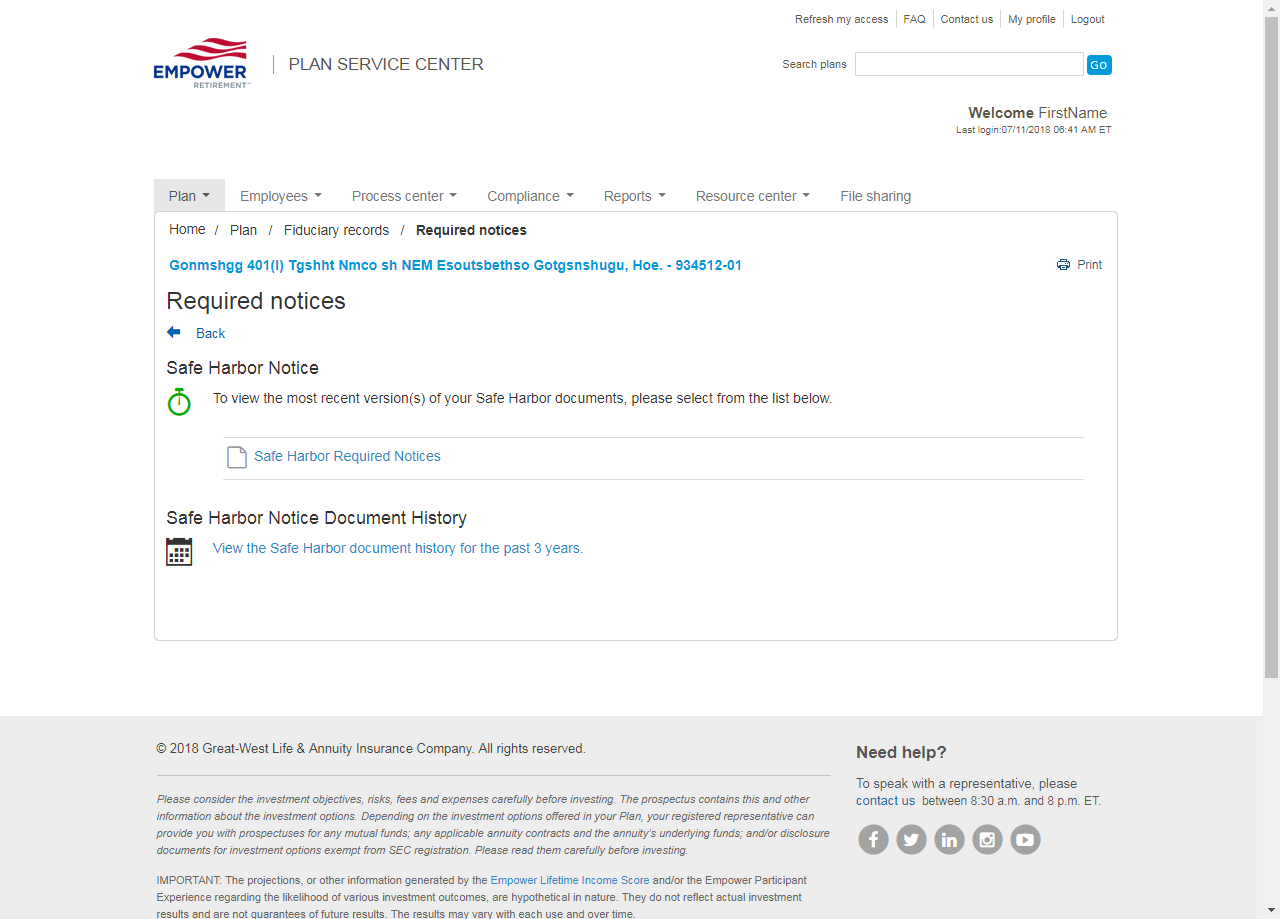 Refresh my access FAQ Contact us My profile Logout
EMPOWER
RETIREMENT™
PLAN SERVICE CENTER
Search plans Go
Welcome FirstName
Last login:07/11/2018 06:41 AM ET
Plan Employees Process center Compliance Reports Resource center File sharing
Home / Plan / Fiduciary records / Required notices
Gonmshgg 401(l) Tgshht Nmco sh NEM Esoutsbethso Gotgsnshugu, Hoe. - 934512-01 Print
Required notices
Back
Safe Harbor Notice
To view the most recent version(s) of your Safe Harbor documents, please select from the list below.
Safe Harbor Required Notices
Safe Harbor Notice Document History
View the Safe Harbor document history for the past 3 years.
© 2018 Great-West Life & Annuity Insurance Company. All rights reserved.
Please consider the investment objectives, risks, fees and expenses carefully before investing. The prospectus contains this and other
information about the investment options. Depending on the investment options offered in your Plan, your registered representative can
provide you with prospectuses for any mutual funds; any applicable annuity contracts and the annuity's underlying funds; and/or disclosure
documents for investment options exempt from SEC registration. Please read them carefully before investing.
IMPORTANT: The projections, or other information generated by the Empower Lifetime Income Score and/or the Empower Participant
Experience regarding the likelihood of various investment outcomes, are hypothetical in nature. They do not reflect actual investment
results and are not guarantees of future results. The results may vary with each use and over time.
Need help?
To speak with a representative, please
contact us between 8:30 a.m. and 8 p.m. ET.